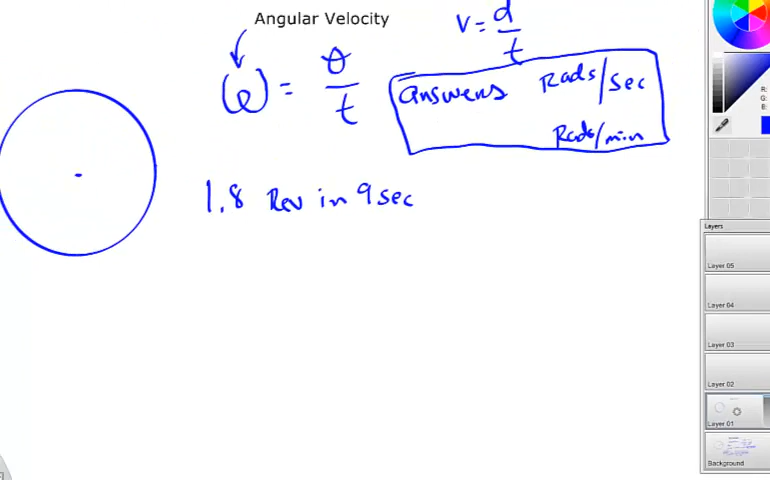 Angular Velocity
v = d/t
ω = θ/t
answers Rads/sec
Rads/min
1.8 Rev in 9 sec
R:
G:
B:
Layers
Layer 05
Layer 04
Layer 03
Layer 02
Layer 01
Background